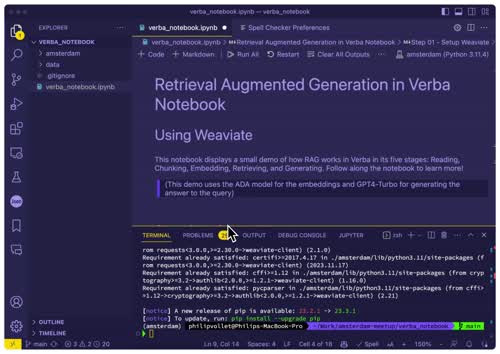 verba_notebook.ipynb — verba_notebook
EXPLORER
VERBA_NOTEBOOK
amsterdam
data
.gitignore
verba_notebook.ipynb
OUTLINE
TIMELINE
verba_notebook.ipynb
Spell Checker Preferences
verba_notebook.ipynb > Retrieval Augmented Generation in Verba Notebook > Step 01 - Setup Weaviate
+ Code + Markdown Run All Restart Clear All Outputs ... amsterdam (Python 3.11.4)
Retrieval Augmented Generation in Verba
Notebook
Using Weaviate
This notebook displays a small demo of how RAG works in Verba in its five stages: Reading,
Chunking, Embedding, Retrieving, and Generating. Follow along the notebook to learn more!
(This demo uses the ADA model for the embeddings and GPT4-Turbo for generating
the answer to the query)
TERMINAL PROBLEMS OUTPUT DEBUG CONSOLE JUPYTER zsh
rom requests<3.0.0,>=2.30.0->weaviate-client) (2.1.0)
Requirement already satisfied: certifi>=2017.4.17 in ./amsterdam/lib/python3.11/site-packages (f
rom requests<3.0.0,>=2.30.0->weaviate-client) (2023.11.17)
Requirement already satisfied: cffi>=1.12 in ./amsterdam/lib/python3.11/site-packages (from cryp
tography>=3.2->authlib<2.0.0,>=1.2.1->weaviate-client) (1.16.0)
Requirement already satisfied: pycparser in ./amsterdam/lib/python3.11/site-packages (from cffi>
=1.12->cryptography>=3.2->authlib<2.0.0,>=1.2.1->weaviate-client) (2.21)
[notice] A new release of pip is available: 23.2.1 -> 23.3.1
[notice] To update, run: pip install --upgrade pip
(amsterdam) philipvollet@Philips-MacBook-Pro ~/Work/amsterdam-meetup/verba_notebook main
main 3 2 20 Ln 9, Col 14 Spaces: 4 LF Cell 4 of 18 Spell 150%